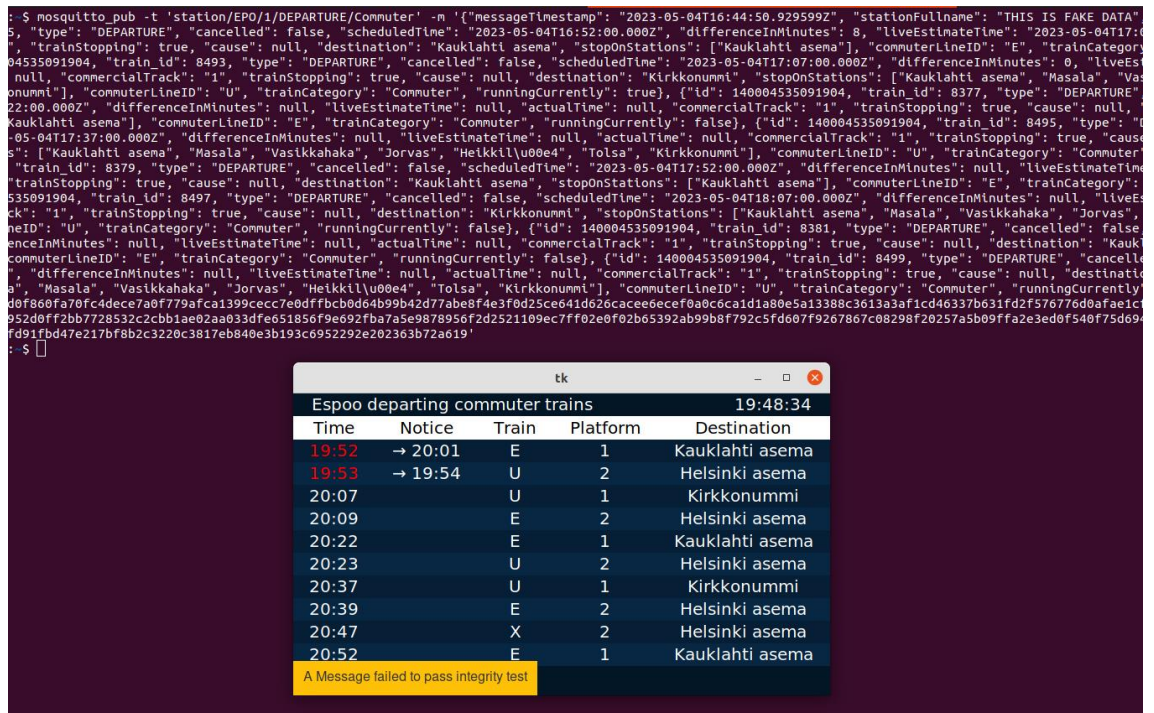 :~$ mosquitto_pub -t 'station/EPO/1/DEPARTURE/Commuter' -m '{"messageTimestamp": "2023-05-04T16:44:50.929599Z", "stationFullname": "THIS IS FAKE DATA",
5, "type": "DEPARTURE", "cancelled": false, "scheduledTime": "2023-05-04T16:52:00.000Z", "differenceInMinutes": 8, "liveEstimateTime": "2023-05-04T17:0
", "trainStopping": true, "cause": null, "destination": "Kauklahti asema", "stopOnStations": ["Kauklahti asema"], "commuterLineID": "E", "trainCategory
04535091904, "train_id": 8493, "type": "DEPARTURE", "cancelled": false, "scheduledTime": "2023-05-04T17:07:00.000Z", "differenceInMinutes": 0, "liveEst
 null, "commercialTrack": "1", "trainStopping": true, "cause": null, "destination": "Kirkkonummi", "stopOnStations": ["Kauklahti asema", "Masala", "Vas
onummi"], "commuterLineID": "U", "trainCategory": "Commuter", "runningCurrently": true}, {"id": 140004535091904, "train_id": 8377, "type": "DEPARTURE",
22:00.000Z", "differenceInMinutes": null, "liveEstimateTime": null, "actualTime": null, "commercialTrack": "1", "trainStopping": true, "cause": null, "
Kauklahti asema"], "commuterLineID": "E", "trainCategory": "Commuter", "runningCurrently": false}, {"id": 140004535091904, "train_id": 8495, "type": "D
-05-04T17:37:00.000Z", "differenceInMinutes": null, "liveEstimateTime": null, "actualTime": null, "commercialTrack": "1", "trainStopping": true, "cause
s": ["Kauklahti asema", "Masala", "Vasikkahaka", "Jorvas", "Heikkil\u00e4", "Tolsa", "Kirkkonummi"], "commuterLineID": "U", "trainCategory": "Commuter"
 "train_id": 8379, "type": "DEPARTURE", "cancelled": false, "scheduledTime": "2023-05-04T17:52:00.000Z", "differenceInMinutes": null, "liveEstimateTime
"trainStopping": true, "cause": null, "destination": "Kauklahti asema", "stopOnStations": ["Kauklahti asema"], "commuterLineID": "E", "trainCategory":
535091904, "train_id": 8497, "type": "DEPARTURE", "cancelled": false, "scheduledTime": "2023-05-04T18:07:00.000Z", "differenceInMinutes": null, "liveEs
ck": "1", "trainStopping": true, "cause": null, "destination": "Kirkkonummi", "stopOnStations": ["Kauklahti asema", "Masala", "Vasikkahaka", "Jorvas",
neID": "U", "trainCategory": "Commuter", "runningCurrently": false}, {"id": 140004535091904, "train_id": 8381, "type": "DEPARTURE", "cancelled": false,
enceInMinutes": null, "liveEstimateTime": null, "actualTime": null, "commercialTrack": "1", "trainStopping": true, "cause": null, "destination": "Kaukl
commuterLineID": "E", "trainCategory": "Commuter", "runningCurrently": false}, {"id": 140004535091904, "train_id": 8499, "type": "DEPARTURE", "cancelle
", "differenceInMinutes": null, "liveEstimateTime": null, "actualTime": null, "commercialTrack": "1", "trainStopping": true, "cause": null, "destinatio
a", "Masala", "Vasikkahaka", "Jorvas", "Heikkil\u00e4", "Tolsa", "Kirkkonummi"], "commuterLineID": "U", "trainCategory": "Commuter", "runningCurrently"
d0f860fa70fc4dece7a0f779afca1399cecc7e0dffbcb0d64b99b42d77abe8f4e3f0d25ce641d626cacee6ecef0a0c6ca1d1a80e5a13388c3613a3af1cd46337b631fd2f576776d0afae1cf
952d0ff2bb7728532c2cbb1ae02aa033dfe651856f9e692fba7a5e9878956f2d2521109ec7ff02e0f02b65392ab99b8f792c5fd607f9267867c08298f20257a5b09ffa2e3ed0f540f75d694
fd91fbd47e217bf8b2c3220c3817eb840e3b193c6952292e202363b72a619'
:~$
tk
Espoo departing commuter trains 19:48:34
Time Notice Train Platform Destination
19:52 → 20:01 E 1 Kauklahti asema
19:53 → 19:54 U 2 Helsinki asema
20:07 U 1 Kirkkonummi
20:09 E 2 Helsinki asema
20:22 E 1 Kauklahti asema
20:23 U 2 Helsinki asema
20:37 U 1 Kirkkonummi
20:39 E 2 Helsinki asema
20:47 X 2 Helsinki asema
20:52 E 1 Kauklahti asema
A Message failed to pass integrity test